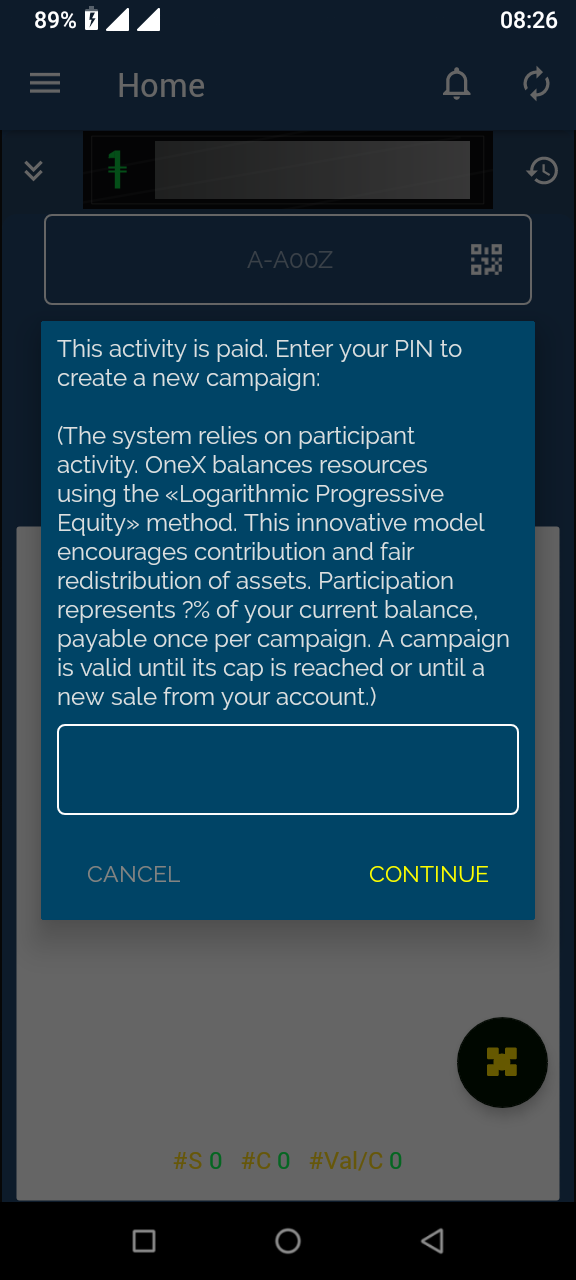 89% 08:26
Home
A-A00Z
This activity is paid. Enter your PIN to
create a new campaign:
(The system relies on participant
activity. OneX balances resources
using the «Logarithmic Progressive
Equity» method. This innovative model
encourages contribution and fair
redistribution of assets. Participation
represents ?% of your current balance,
payable once per campaign. A campaign
is valid until its cap is reached or until a
new sale from your account.)
CANCEL CONTINUE
#S 0 #C 0 #Val/C 0